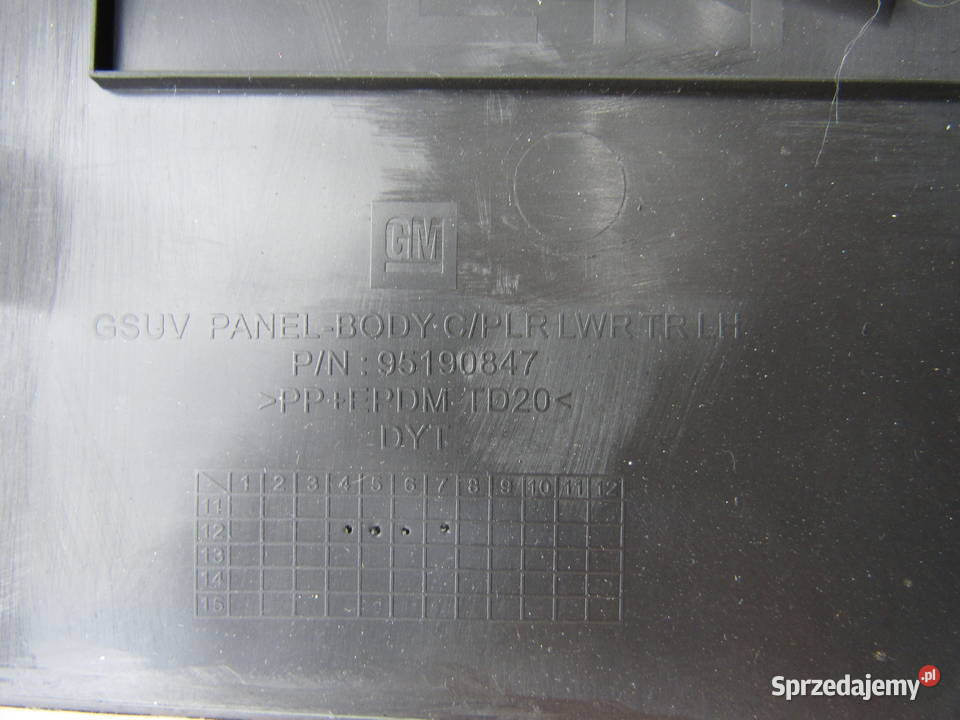 GM
GSUV PANEL-BODY C/PLR LWR TR LH
P/N : 95190847
>PP+EPDM-TD20<
DYT
1 2 3 4 5 6 7 8 9 10 11 12
11
12
13
14
15
Sprzedajemy.pl